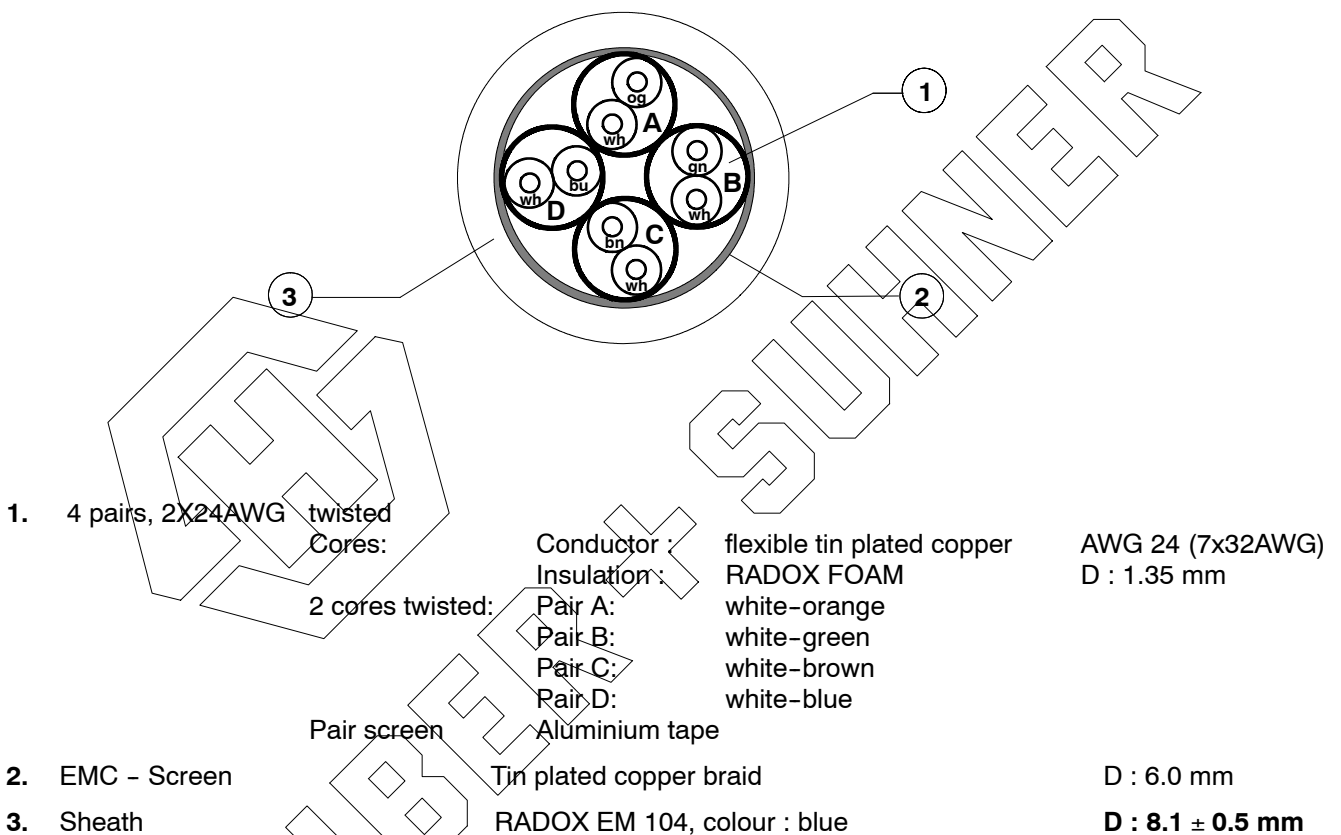 og
1
wh A
gn
bu
wh D
B
wh
bn C
wh
3
2
SUHNER
1. 4 pairs, 2X24AWG twisted
Cores: Conductor : flexible tin plated copper AWG 24 (7x32AWG)
Insulation : RADOX FOAM D : 1.35 mm
2 cores twisted: Pair A: white-orange
Pair B: white-green
Pair C: white-brown
Pair D: white-blue
Pair screen Aluminium tape
2. EMC - Screen Tin plated copper braid D : 6.0 mm
3. Sheath RADOX EM 104, colour : blue D : 8.1 ± 0.5 mm